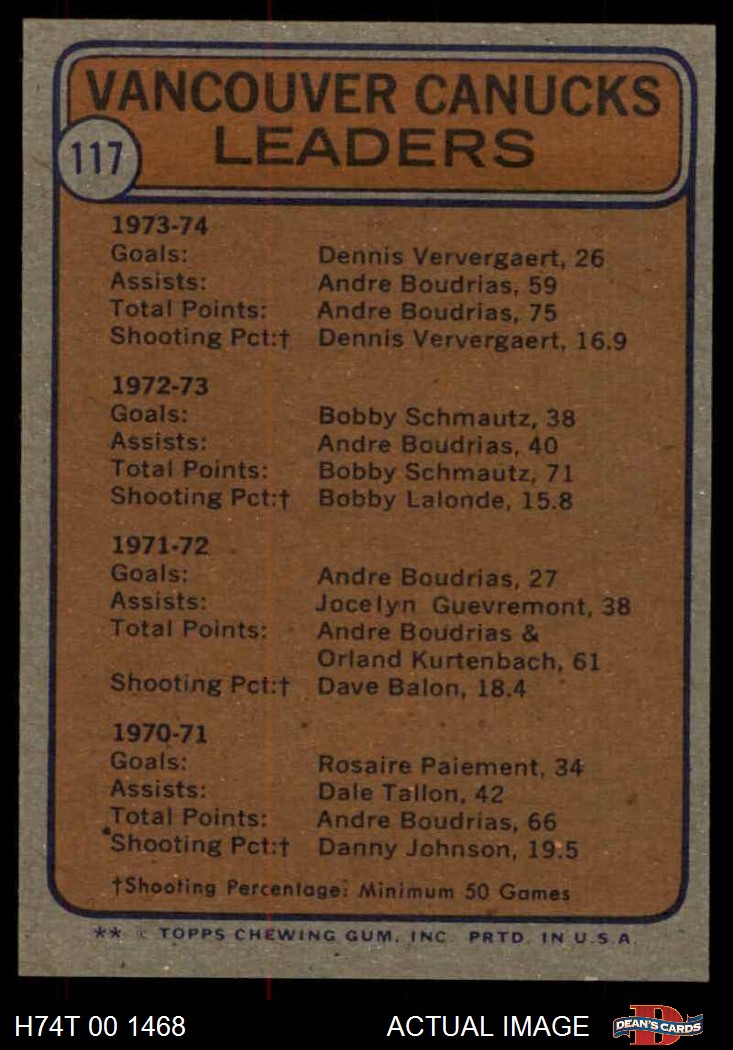 VANCOUVER CANUCKS
LEADERS
117
1973-74
Goals: Dennis Ververgaert, 26
Assists: Andre Boudrias, 59
Total Points: Andre Boudrias, 75
Shooting Pct:† Dennis Ververgaert, 16.9
1972-73
Goals: Bobby Schmautz, 38
Assists: Andre Boudrias, 40
Total Points: Bobby Schmautz, 71
Shooting Pct:† Bobby Lalonde, 15.8
1971-72
Goals: Andre Boudrias, 27
Assists: Jocelyn Guevremont, 38
Total Points: Andre Boudrias &
Orland Kurtenbach, 61
Shooting Pct:† Dave Balon, 18.4
1970-71
Goals: Rosaire Paiement, 34
Assists: Dale Tallon, 42
Total Points: Andre Boudrias, 66
Shooting Pct:† Danny Johnson, 19.5
†Shooting Percentage: Minimum 50 Games
** © TOPPS CHEWING GUM, INC. PRTD. IN U.S.A.
H74T 00 1468 ACTUAL IMAGE D DEAN'S CARDS